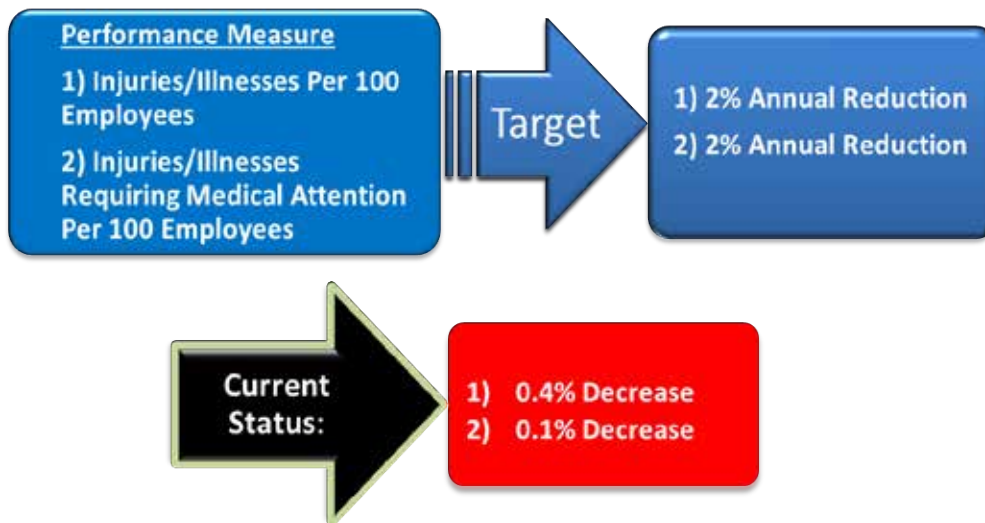 Performance Measure
1) Injuries/Illnesses Per 100
Employees
2) Injuries/Illnesses
Requiring Medical Attention
Per 100 Employees
Target
1) 2% Annual Reduction
2) 2% Annual Reduction
Current
Status:
1) 0.4% Decrease
2) 0.1% Decrease